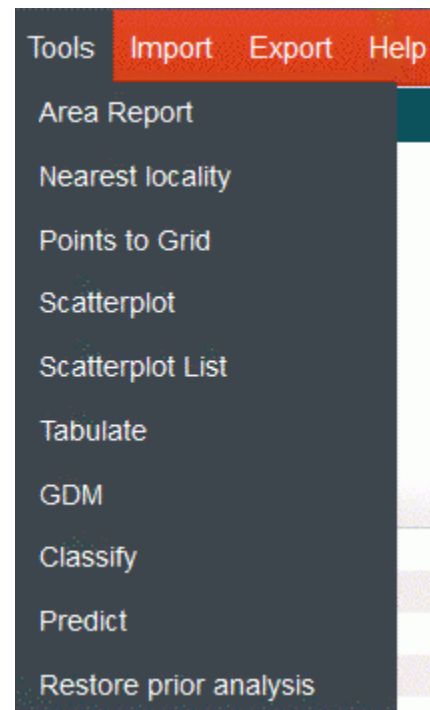 Tools Import Export Help
Area Report
Nearest locality
Points to Grid
Scatterplot
Scatterplot List
Tabulate
GDM
Classify
Predict
Restore prior analysis